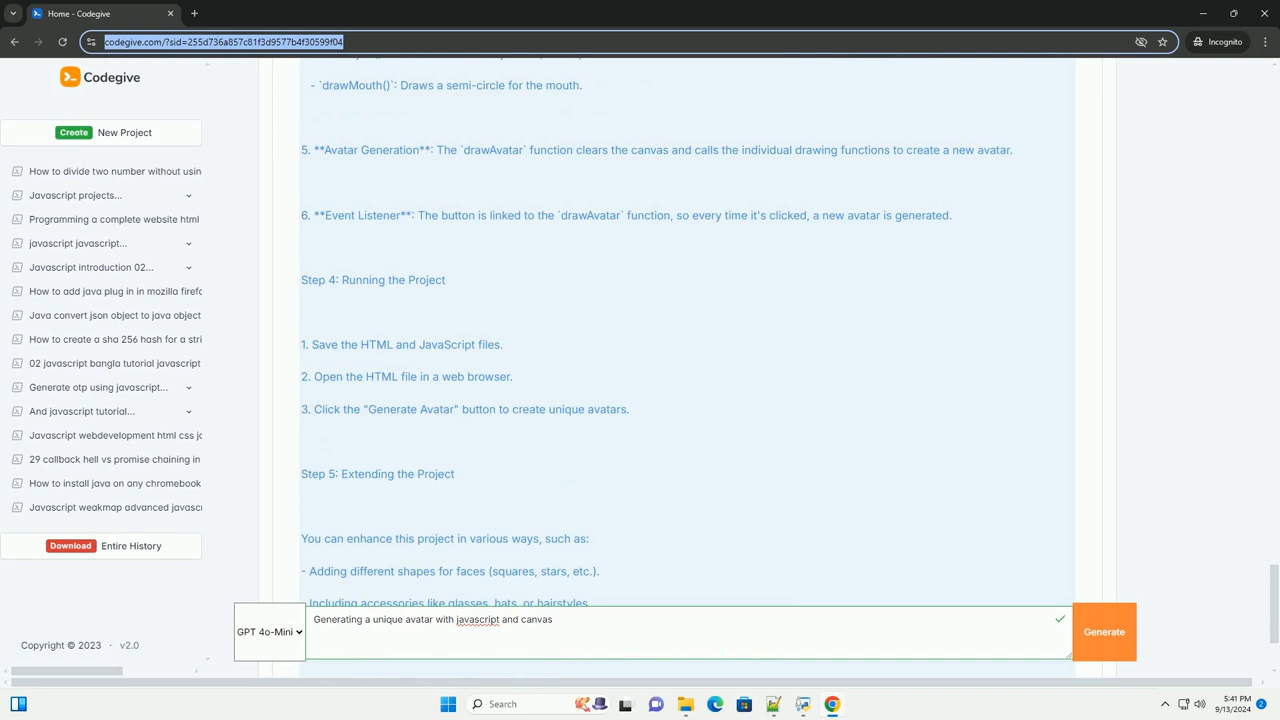 Home - Codegive
codegive.com/?sid=255d736a857c81f3d9577b4f30599f04
Incognito
Codegive
Create New Project
How to divide two number without usin
Javascript projects...
Programming a complete website html
javascript javascript...
Javascript introduction 02...
How to add java plug in in mozilla firefo
Java convert json object to java object
How to create a sha 256 hash for a stri
02 javascript bangla tutorial javascript
Generate otp using javascript...
And javascript tutorial...
Javascript webdevelopment html css ja
29 callback hell vs promise chaining in
How to install java on any chromebook
Javascript weakmap advanced javascr
Download Entire History
Copyright © 2023 · v2.0
- `drawMouth()`: Draws a semi-circle for the mouth.
5. **Avatar Generation**: The `drawAvatar` function clears the canvas and calls the individual drawing functions to create a new avatar.
6. **Event Listener**: The button is linked to the `drawAvatar` function, so every time it's clicked, a new avatar is generated.
Step 4: Running the Project
1. Save the HTML and JavaScript files.
2. Open the HTML file in a web browser.
3. Click the "Generate Avatar" button to create unique avatars.
Step 5: Extending the Project
You can enhance this project in various ways, such as:
- Adding different shapes for faces (squares, stars, etc.).
Including accessories like glasses, hats, or hairstyles
GPT 4o-Mini
Generating a unique avatar with javascript and canvas
Generate
Search
5:41 PM
9/13/2024
2